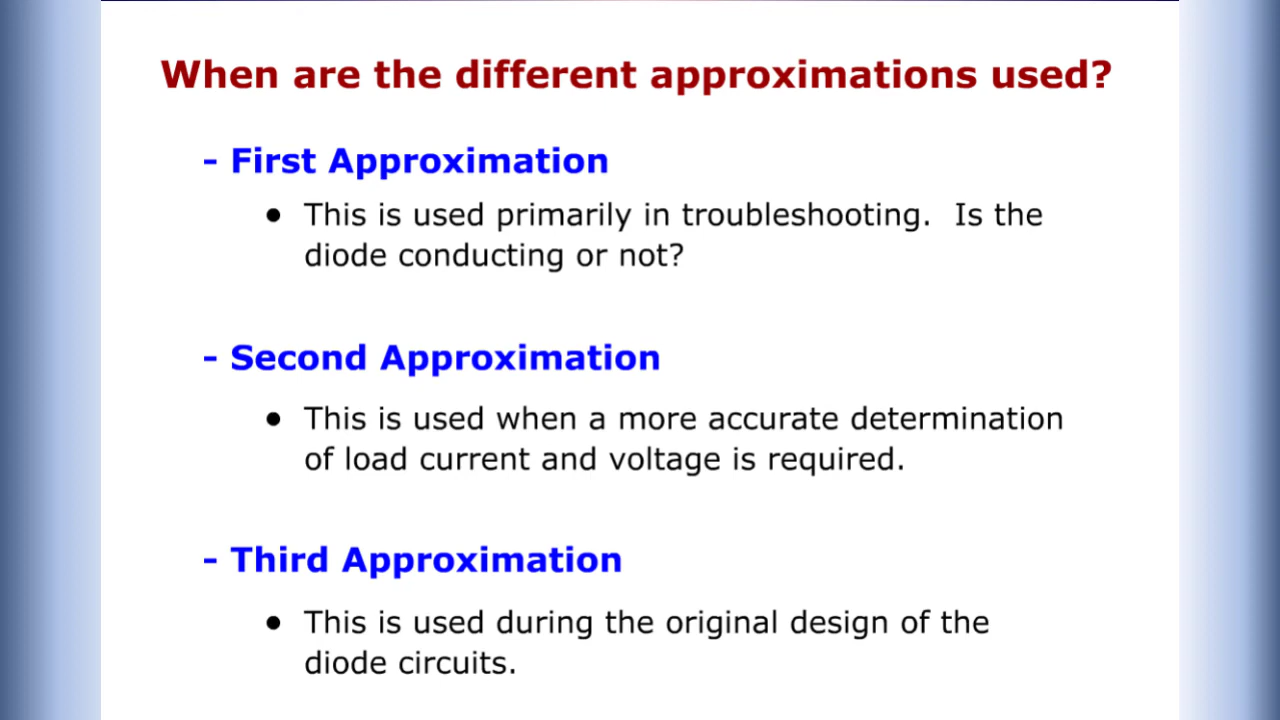 When are the different approximations used?
- First Approximation
• This is used primarily in troubleshooting.  Is the
diode conducting or not?
- Second Approximation
• This is used when a more accurate determination
of load current and voltage is required.
- Third Approximation
• This is used during the original design of the
diode circuits.